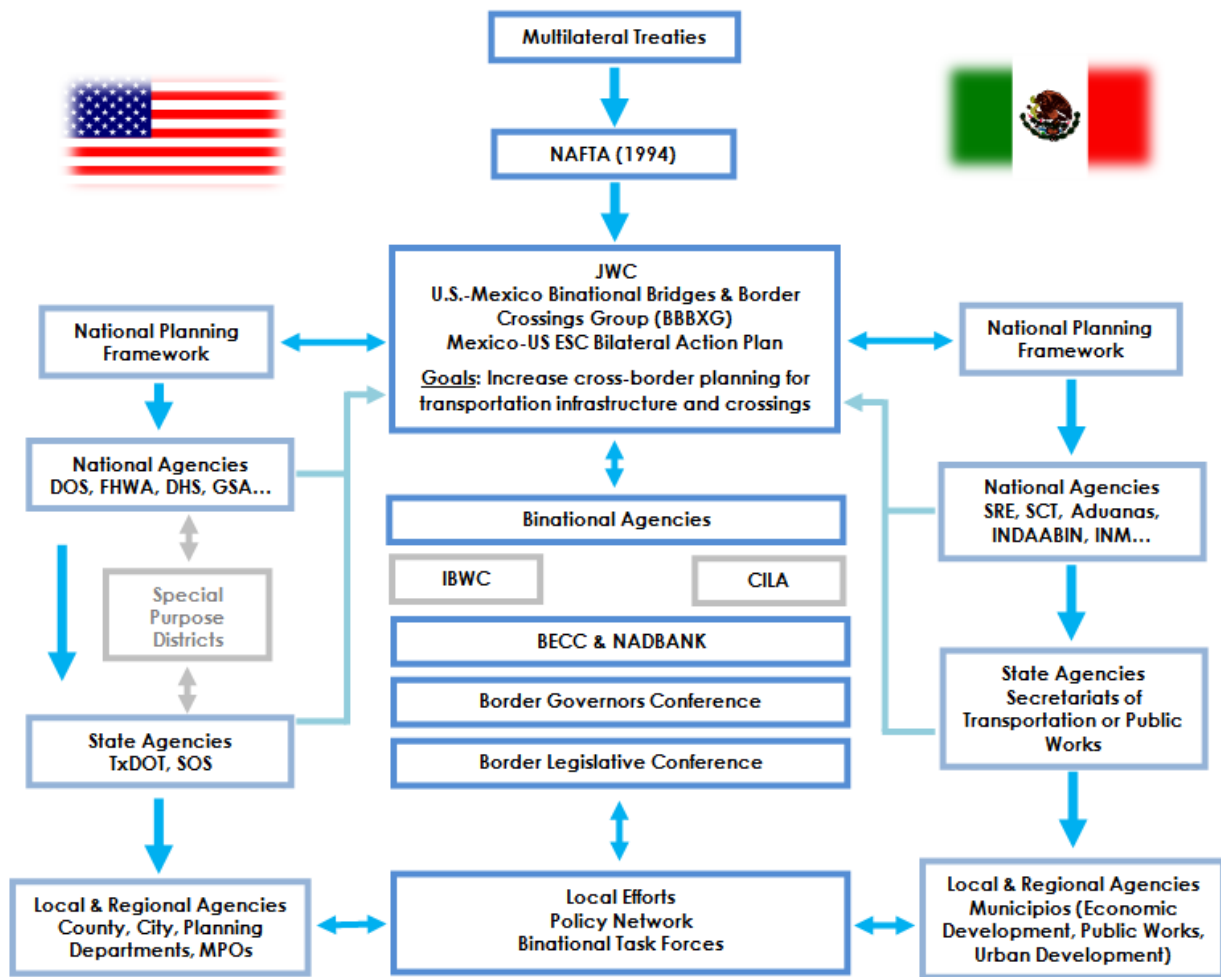 Multilateral Treaties
NAFTA (1994)
JWC
U.S.-Mexico Binational Bridges & Border
Crossings Group (BBBXG)
Mexico-US ESC Bilateral Action Plan
Goals: Increase cross-border planning for
transportation infrastructure and crossings
National Planning
Framework
National Agencies
DOS, FHWA, DHS, GSA...
Special
Purpose
Districts
State Agencies
TxDOT, SOS
Local & Regional Agencies
County, City, Planning
Departments, MPOs
Binational Agencies
IBWC
CILA
BECC & NADBANK
Border Governors Conference
Border Legislative Conference
Local Efforts
Policy Network
Binational Task Forces
National Planning
Framework
National Agencies
SRE, SCT, Aduanas,
INDAABIN, INM...
State Agencies
Secretariats of
Transportation or Public
Works
Local & Regional Agencies
Municipios (Economic
Development, Public Works,
Urban Development)